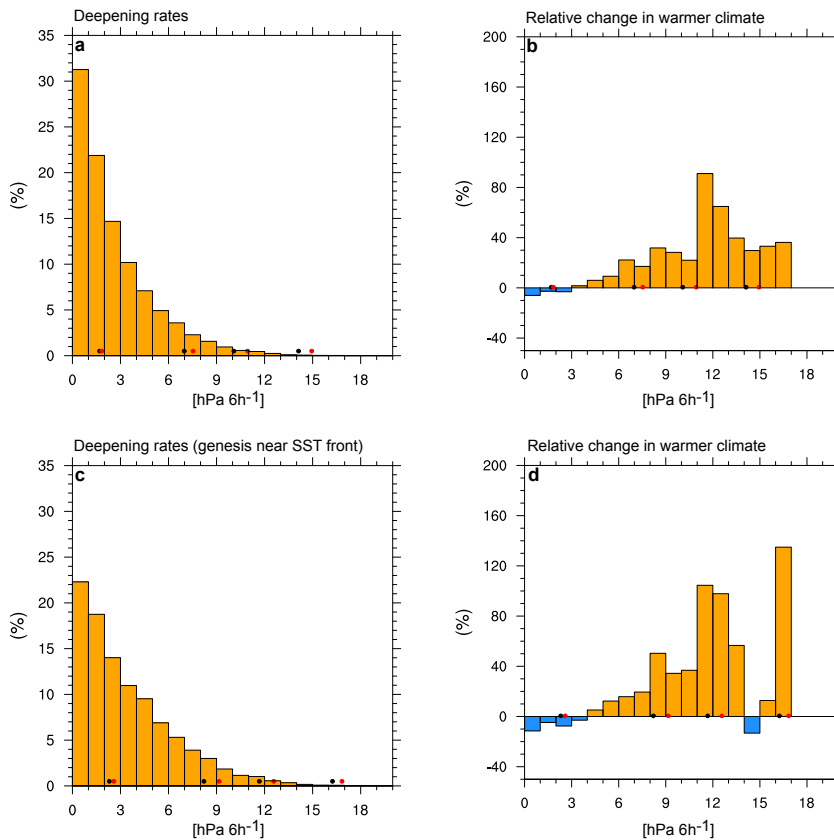 Deepening rates
a
35
30
25
20
15
10
5
0
(%)
0 3 6 9 12 15 18
[hPa 6h-1]
Relative change in warmer climate
b
200
160
120
80
40
0
-40
(%)
0 3 6 9 12 15 18
[hPa 6h-1]
Deepening rates (genesis near SST front)
c
35
30
25
20
15
10
5
0
(%)
0 3 6 9 12 15 18
[hPa 6h-1]
Relative change in warmer climate
d
200
160
120
80
40
0
-40
(%)
0 3 6 9 12 15 18
[hPa 6h-1]